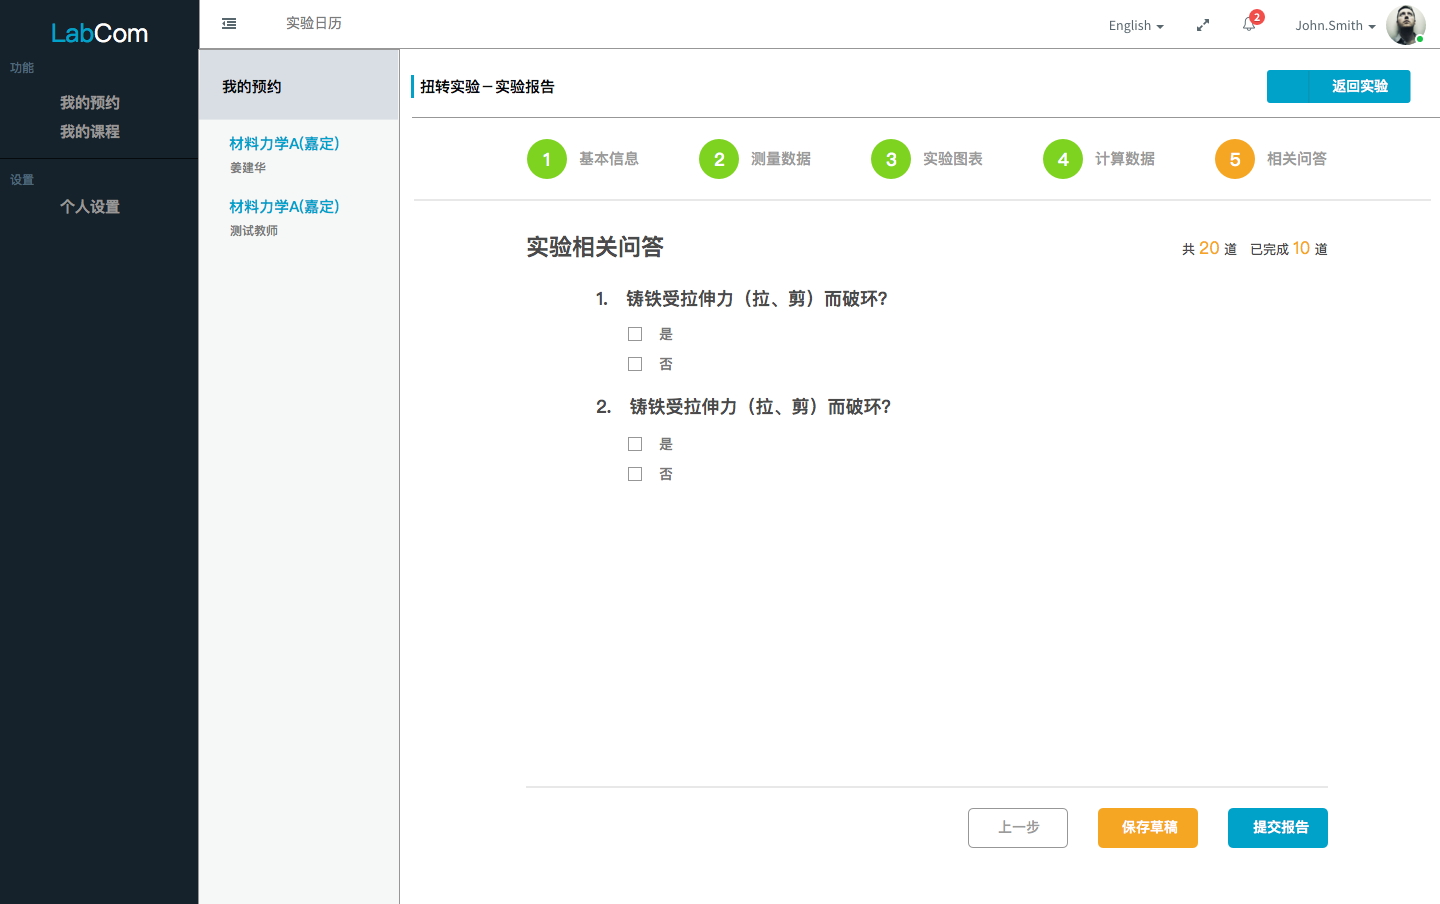 LabCom
功能
我的预约
我的课程
设置
个人设置
实验日历
English
2
John.Smith
我的预约
材料力学A(嘉定)
姜建华
材料力学A(嘉定)
测试教师
扭转实验－实验报告
返回实验
1 基本信息
2 测量数据
3 实验图表
4 计算数据
5 相关问答
实验相关问答
共 20 道 已完成 10 道
1. 铸铁受拉伸力（拉、剪）而破环?
是
否
2. 铸铁受拉伸力（拉、剪）而破环?
是
否
上一步
保存草稿
提交报告